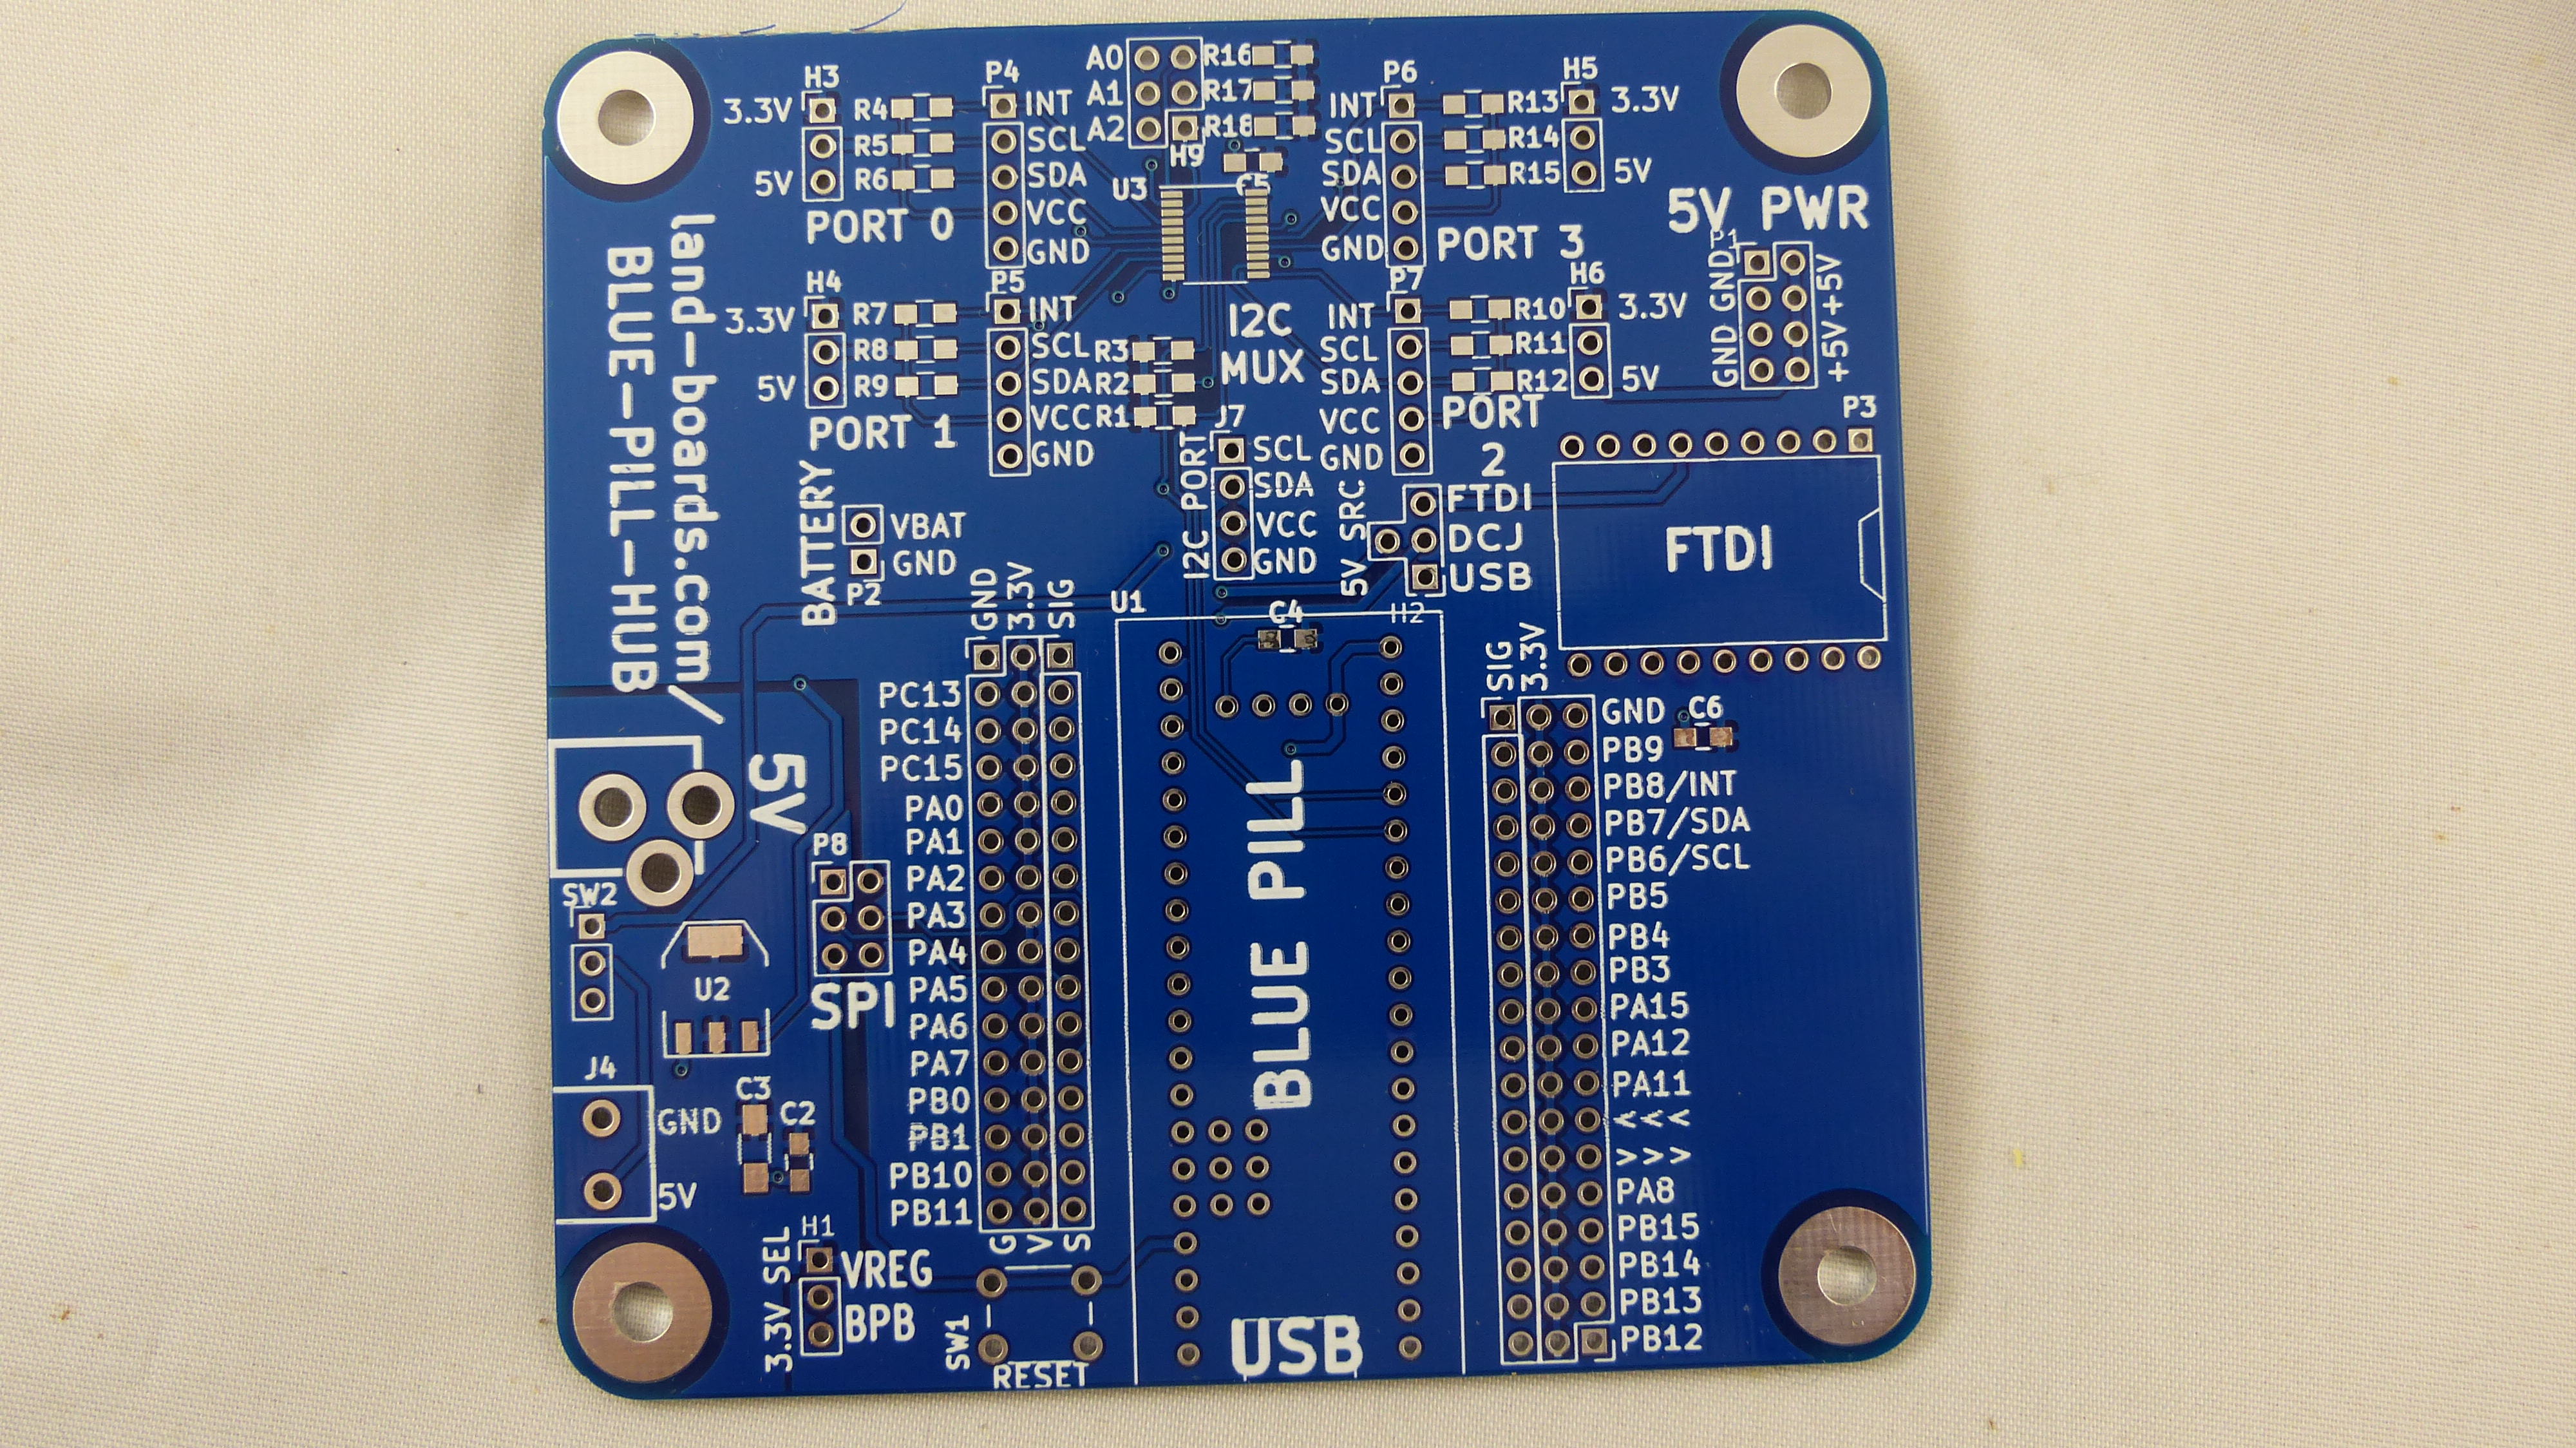 A0
R16
A1
R17
A2
R18
H9
C5
U3
H3
3.3V
R4
R5
5V
R6
PORT 0
P4
INT
SCL
SDA
VCC
GND
P6
INT
SCL
SDA
VCC
GND
R13
R14
R15
PORT 3
H5
3.3V
5V
5V PWR
P1
GND GND
+5V+5V
H4
3.3V
R7
R8
5V
R9
PORT 1
P5
INT
SCL
SDA
VCC
GND
R3
R2
R1
I2C
MUX
P7
INT
SCL
SDA
VCC
GND
R10
R11
R12
PORT
2
H6
3.3V
5V
land-boards.com/
BLUE-PILL-HUB
BATTERY
VBAT
GND
P2
J7
I2C PORT
SCL
SDA
VCC
GND
5V SRC
FTDI
DCJ
USB
H2
P3
FTDI
GND
3.3V
SIG
PC13
PC14
PC15
PA0
PA1
PA2
PA3
PA4
PA5
PA6
PA7
PB0
PB1
PB10
PB11
G
V
S
U1
C4
BLUE PILL
USB
SIG
3.3V
GND
PB9
PB8/INT
PB7/SDA
PB6/SCL
PB5
PB4
PB3
PA15
PA12
PA11
<<<
>>>
PA8
PB15
PB14
PB13
PB12
C6
5V
P8
SPI
SW2
U2
J4
GND
5V
C3
C2
3.3V SEL
H1
VREG
BPB
SW1
RESET